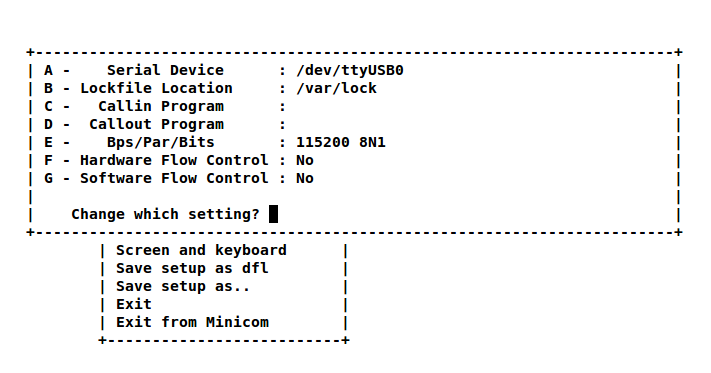 +-----------------------------------------------------------------------+
| A -    Serial Device      : /dev/ttyUSB0                              |
| B - Lockfile Location     : /var/lock                                 |
| C -   Callin Program      :                                           |
| D -  Callout Program      :                                           |
| E -    Bps/Par/Bits       : 115200 8N1                                |
| F - Hardware Flow Control : No                                        |
| G - Software Flow Control : No                                        |
|                                                                       |
|    Change which setting?                                              |
+-----------------------------------------------------------------------+
        | Screen and keyboard      |
        | Save setup as dfl        |
        | Save setup as..          |
        | Exit                     |
        | Exit from Minicom        |
        +--------------------------+